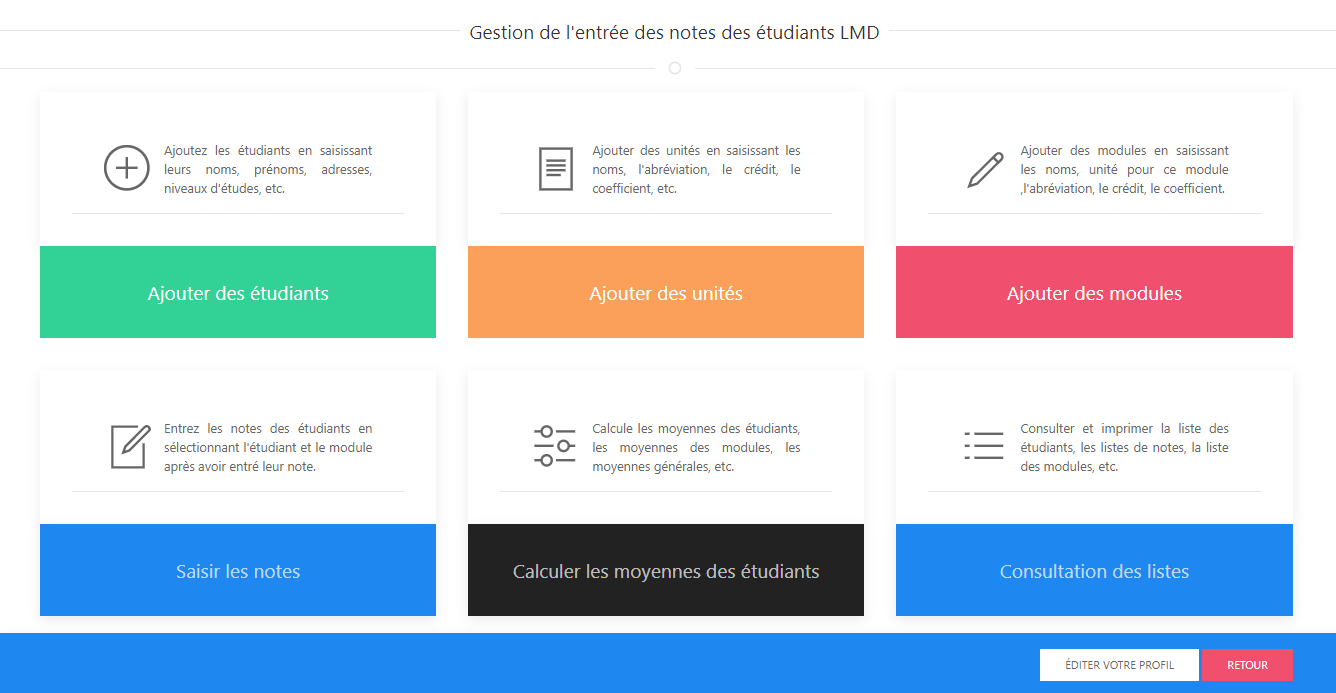 Gestion de l'entrée des notes des étudiants LMD
Ajoutez les étudiants en saisissant
leurs noms, prénoms, adresses,
niveaux d'études, etc.
Ajouter des étudiants
Ajouter des unités en saisissant les
noms, l'abréviation, le crédit, le
coefficient, etc.
Ajouter des unités
Ajouter des modules en saisissant
les noms, unité pour ce module
,l'abréviation, le crédit, le coefficient.
Ajouter des modules
Entrez les notes des étudiants en
sélectionnant l'étudiant et le module
après avoir entré leur note.
Saisir les notes
Calcule les moyennes des étudiants,
les moyennes des modules, les
moyennes générales, etc.
Calculer les moyennes des étudiants
Consulter et imprimer la liste des
étudiants, les listes de notes, la liste
des modules, etc.
Consultation des listes
ÉDITER VOTRE PROFIL
RETOUR